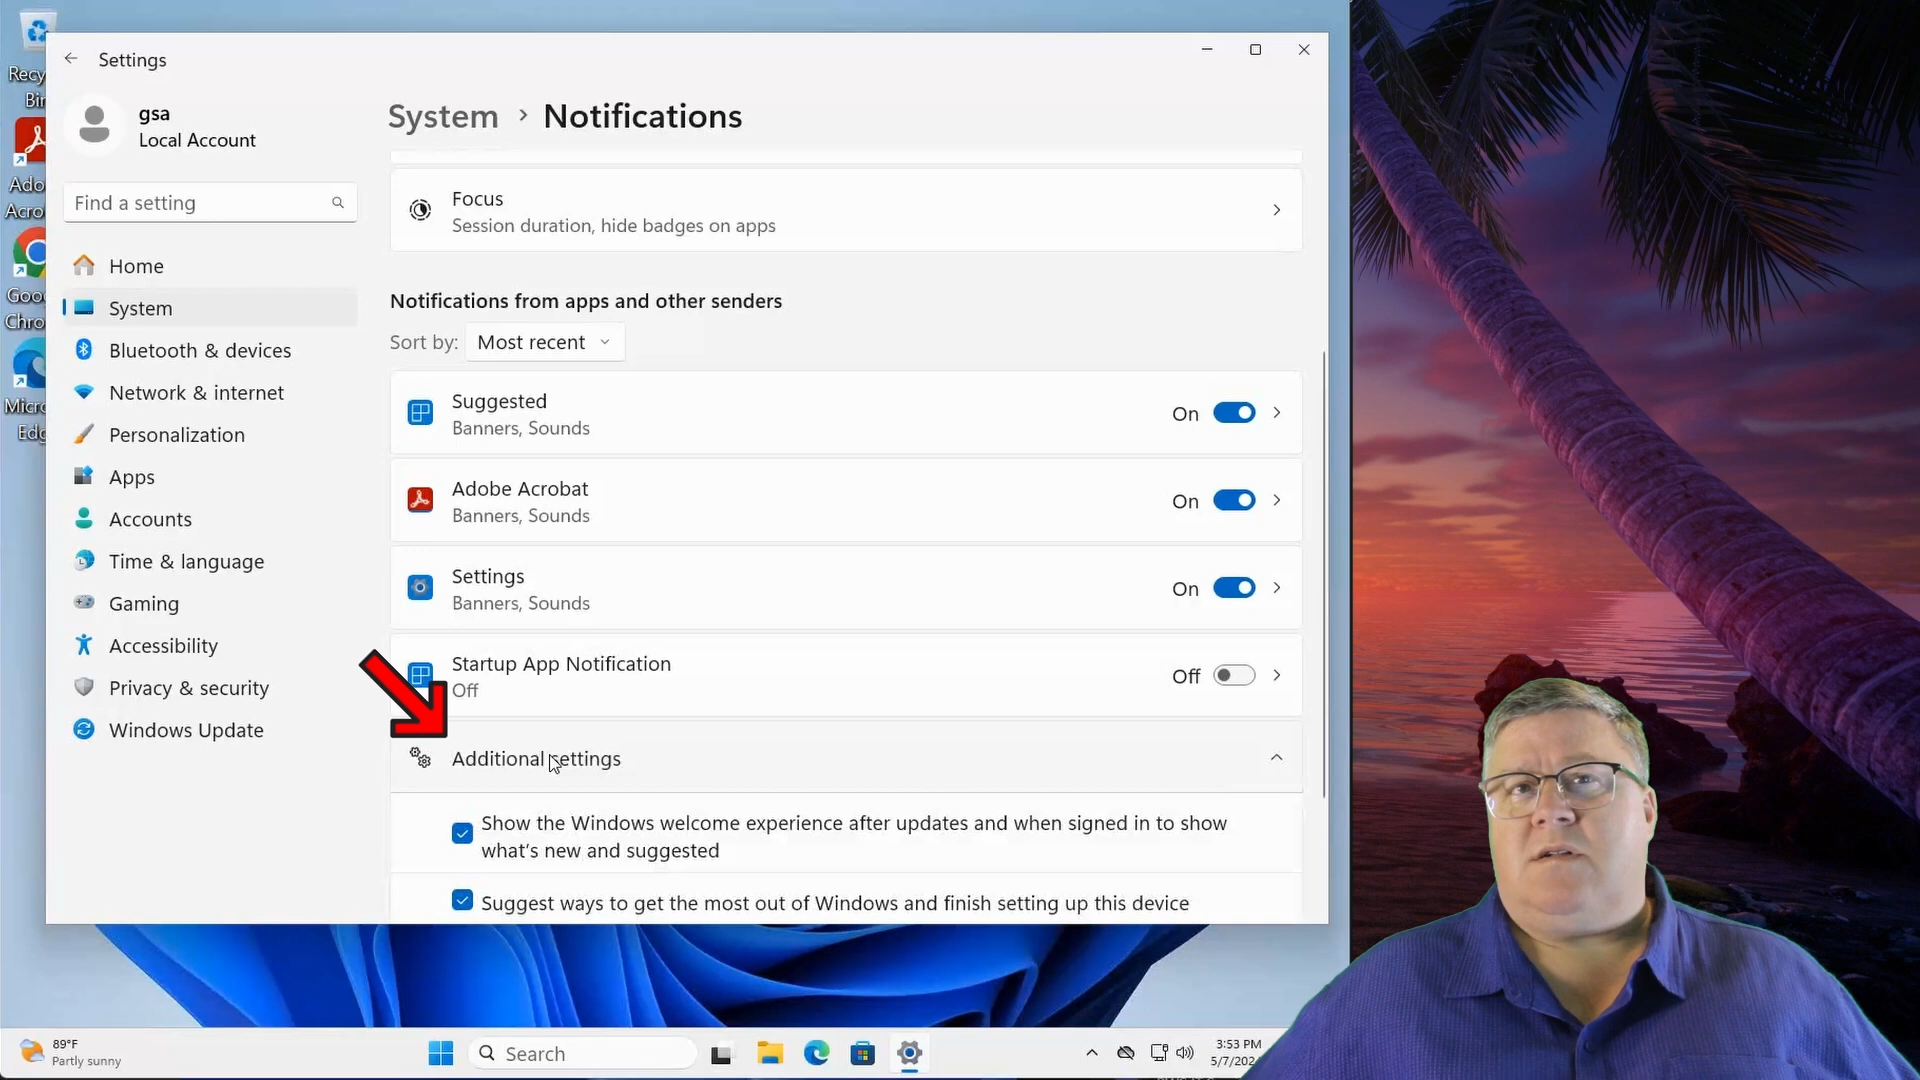 Recy
Bin
Ado
Acro
Goo
Chro
Micro
Edg
Settings
gsa
Local Account
Find a setting
Home
System
Bluetooth & devices
Network & internet
Personalization
Apps
Accounts
Time & language
Gaming
Accessibility
Privacy & security
Windows Update
System > Notifications
Focus
Session duration, hide badges on apps
Notifications from apps and other senders
Sort by: Most recent
Suggested
Banners, Sounds
On
Adobe Acrobat
Banners, Sounds
On
Settings
Banners, Sounds
On
Startup App Notification
Off
Off
Additional settings
Show the Windows welcome experience after updates and when signed in to show
what's new and suggested
Suggest ways to get the most out of Windows and finish setting up this device
89°F
Partly sunny
Search
3:53 PM
5/7/202